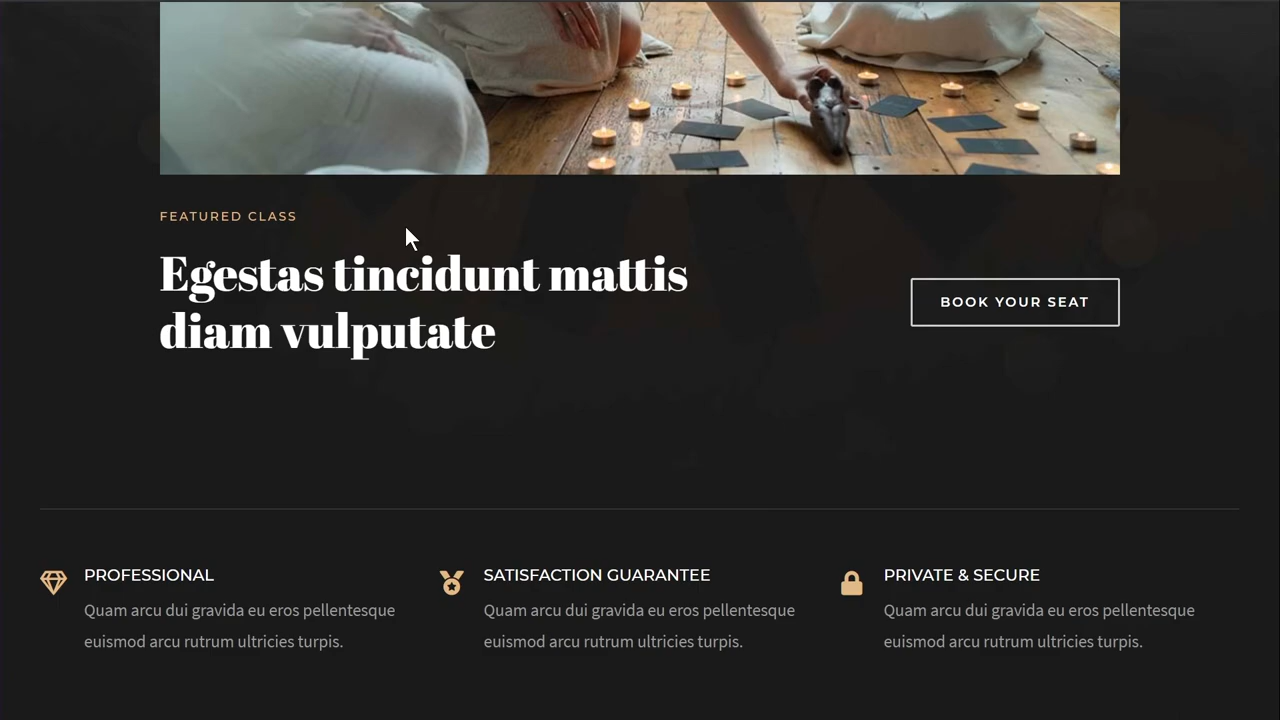 FEATURED CLASS
Egestas tincidunt mattis
diam vulputate
BOOK YOUR SEAT
PROFESSIONAL
Quam arcu dui gravida eu eros pellentesque
euismod arcu rutrum ultricies turpis.
SATISFACTION GUARANTEE
Quam arcu dui gravida eu eros pellentesque
euismod arcu rutrum ultricies turpis.
PRIVATE & SECURE
Quam arcu dui gravida eu eros pellentesque
euismod arcu rutrum ultricies turpis.